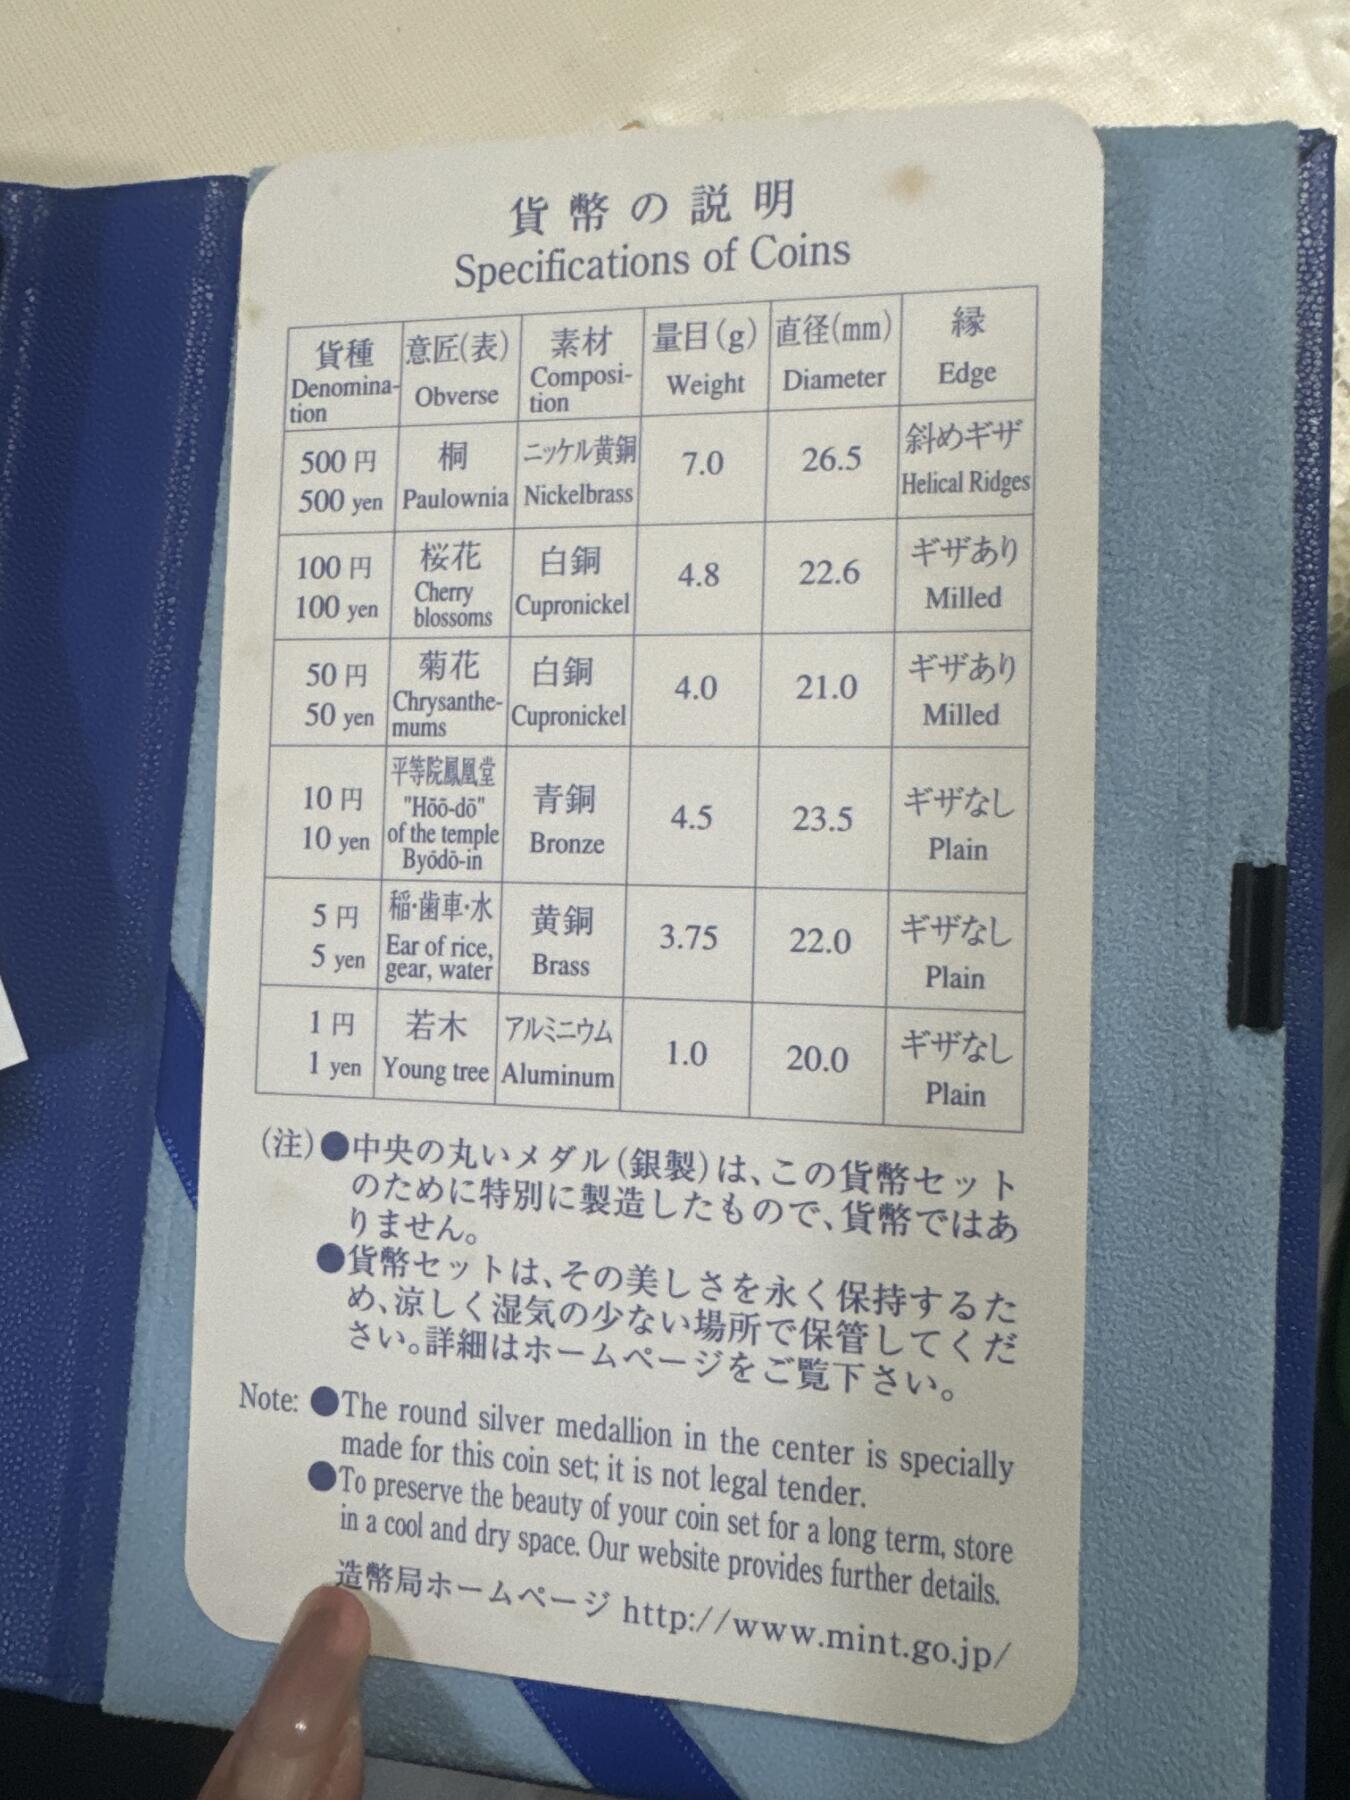 貨幣の説明
Specifications of Coins
貨種 意匠(表) 素材 量目(g) 直径(mm) 縁
Denomina-tion Obverse Composi-tion Weight Diameter Edge
500円 桐 ニッケル黄銅 7.0 26.5 斜めギザ
500 yen Paulownia Nickelbrass Helical Ridges
100円 桜花 白銅 4.8 22.6 ギザあり
100 yen Cherry blossoms Cupronickel Milled
50円 菊花 白銅 4.0 21.0 ギザあり
50 yen Chrysanthe-mums Cupronickel Milled
10円 平等院鳳凰堂 青銅 4.5 23.5 ギザなし
10 yen "Hōō-dō" of the temple Byōdō-in Bronze Plain
5円 稲・歯車・水 黄銅 3.75 22.0 ギザなし
5 yen Ear of rice, gear, water Brass Plain
1円 若木 アルミニウム 1.0 20.0 ギザなし
1 yen Young tree Aluminum Plain
(注)●中央の丸いメダル(銀製)は、この貨幣セット
のために特別に製造したもので、貨幣ではあ
りません。
●貨幣セットは、その美しさを永く保持するた
め、涼しく湿気の少ない場所で保管してくだ
さい。詳細はホームページをご覧下さい。
Note: ●The round silver medallion in the center is specially
made for this coin set; it is not legal tender.
●To preserve the beauty of your coin set for a long term, store
in a cool and dry space. Our website provides further details.
造幣局ホームページ http://www.mint.go.jp/